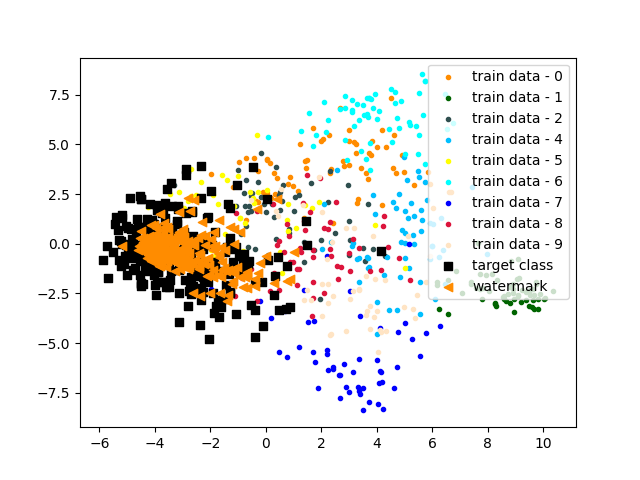 7.5
5.0
2.5
0.0
−2.5
−5.0
−7.5
−6 −4 −2 0 2 4 6 8 10
train data - 0
train data - 1
train data - 2
train data - 4
train data - 5
train data - 6
train data - 7
train data - 8
train data - 9
target class
watermark